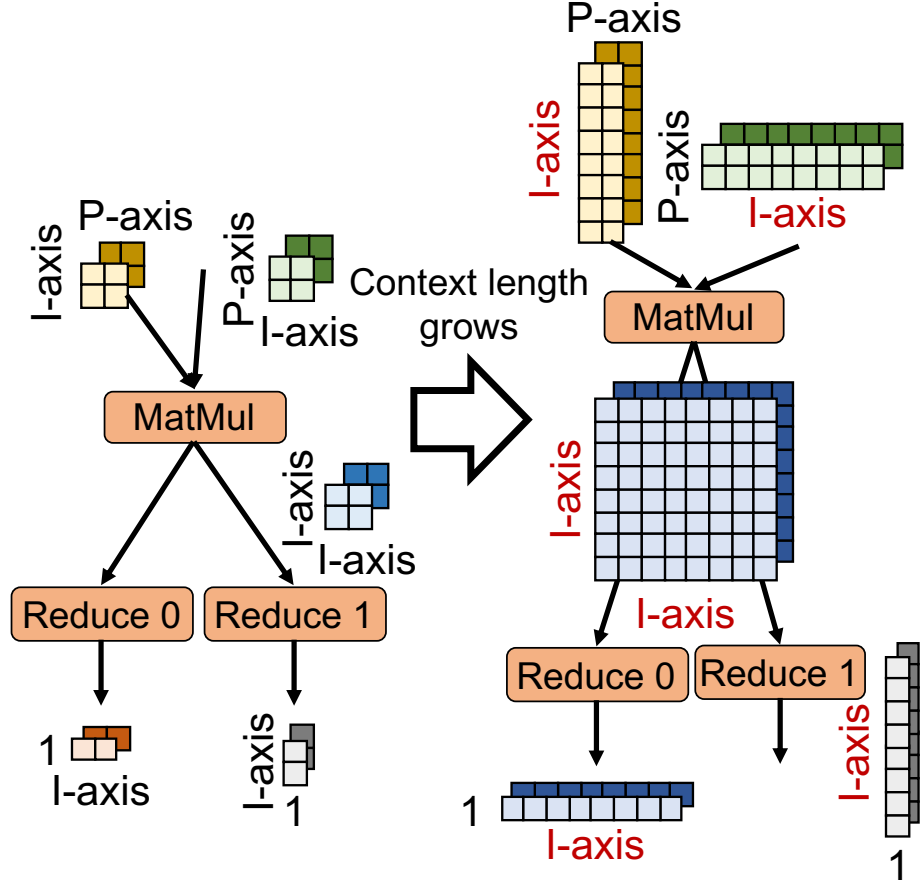 P-axis
I-axis
P-axis
I-axis
MatMul
I-axis
I-axis
Reduce 0
Reduce 1
1
I-axis
I-axis
1
Context length
grows
P-axis
I-axis
P-axis
I-axis
MatMul
I-axis
I-axis
Reduce 0
Reduce 1
1
I-axis
I-axis
1